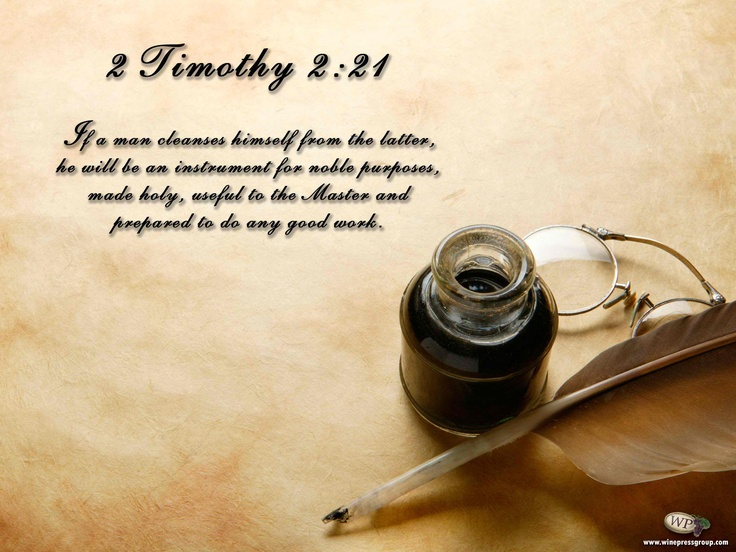 2 Timothy 2:21
If a man cleanses himself from the latter,
he will be an instrument for noble purposes,
made holy, useful to the Master and
prepared to do any good work.
WP
www.winepressgroup.com